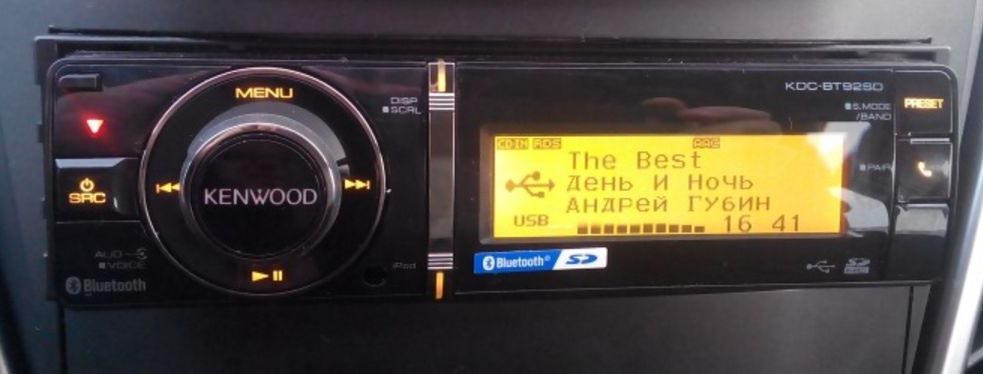 MENU
DISP
SCRL
KENWOOD
SRC
AUD
VOICE
Bluetooth
iPod
KDC-BT92SD
S.MODE
/BAND
PRESET
PAIR
CD IN RDS AAC
The Best
День и Ночь
Андрей Губин
USB
16 41
Bluetooth® SD
SD